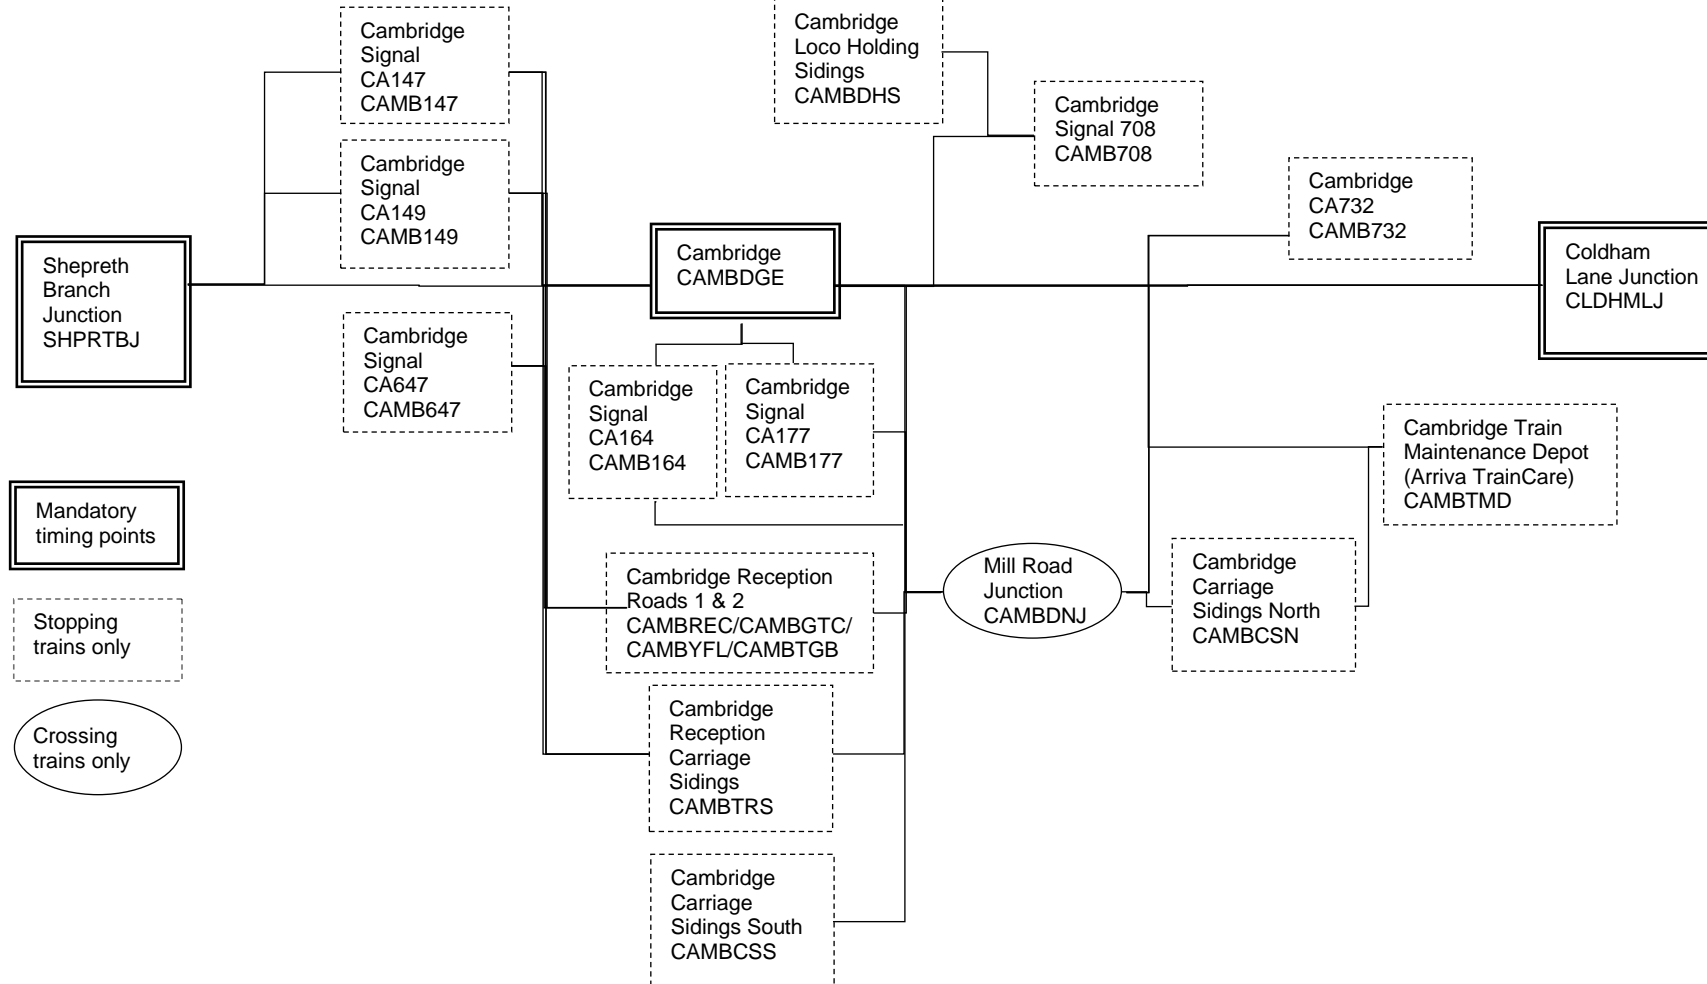 Cambridge
Signal
CA147
CAMB147
Cambridge
Loco Holding
Sidings
CAMBDHS
Cambridge
Signal 708
CAMB708
Cambridge
Signal
CA149
CAMB149
Cambridge
CA732
CAMB732
Shepreth
Branch
Junction
SHPRTBJ
Cambridge
CAMBDGE
Coldham
Lane Junction
CLDHMLJ
Cambridge
Signal
CA647
CAMB647
Cambridge
Signal
CA164
CAMB164
Cambridge
Signal
CA177
CAMB177
Cambridge Train
Maintenance Depot
(Arriva TrainCare)
CAMBTMD
Mandatory
timing points
Cambridge Reception
Roads 1 & 2
CAMBREC/CAMBGTC/
CAMBYFL/CAMBTGB
Mill Road
Junction
CAMBDNJ
Cambridge
Carriage
Sidings North
CAMBCSN
Stopping
trains only
Crossing
trains only
Cambridge
Reception
Carriage
Sidings
CAMBTRS
Cambridge
Carriage
Sidings South
CAMBCSS